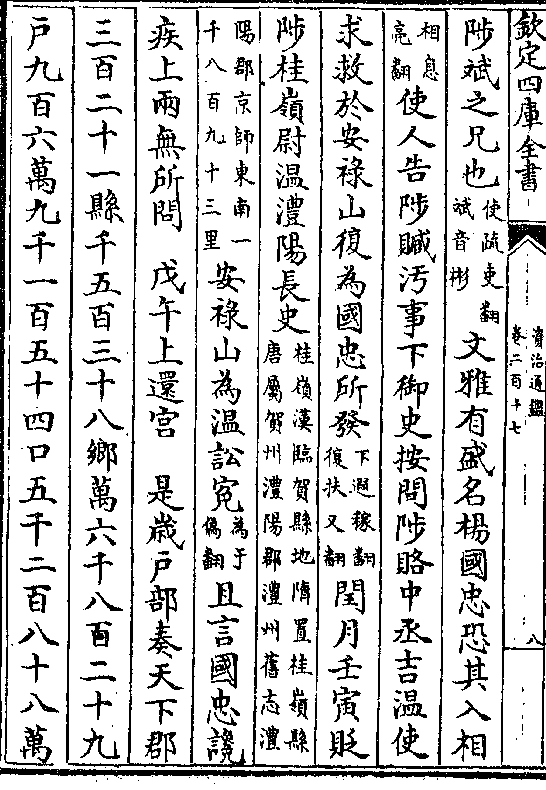 欽定四庫全書
資治通鑑
卷二百十七
八
陟斌之兄也使疏吏翻斌音彬文雅有盛名楊國忠恐其入相
相息亮翻使人告陟贓汚事下御史按問陟賂中丞吉温使
求救於安祿山復為國忠所發下遐稼翻復扶又翻閏月壬寅貶
陟桂嶺尉温澧陽長史桂嶺漢臨賀縣地隋置桂嶺縣唐屬賀州澧陽郡澧州舊志澧
陽郡京師東南一千八百九十三里安祿山為温訟寃為于偽翻且言國忠讒
疾上兩無所問　戊午上還宫　是歲戸部奏天下郡
三百二十一縣千五百三十八鄉萬六千八百二十九
戸九百六萬九千一百五十四口五千二百八十八萬